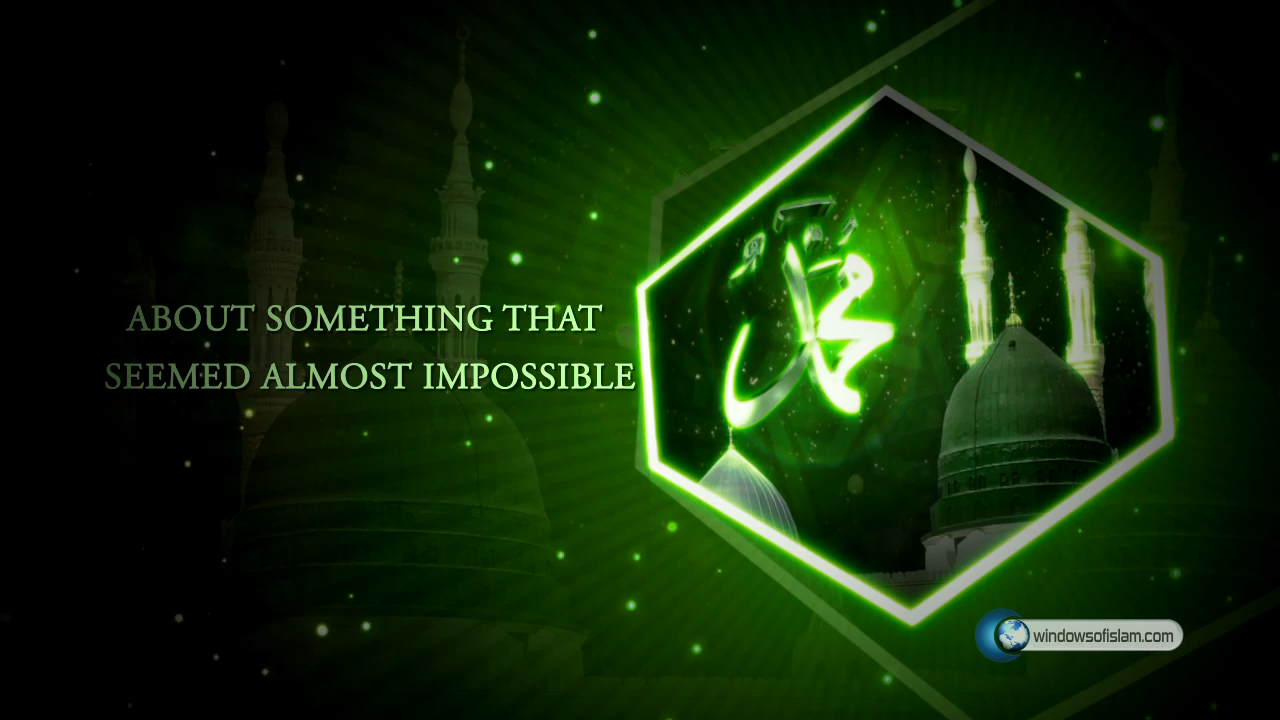 ABOUT SOMETHING THAT
SEEMED ALMOST IMPOSSIBLE
محمد
windowsofislam.com